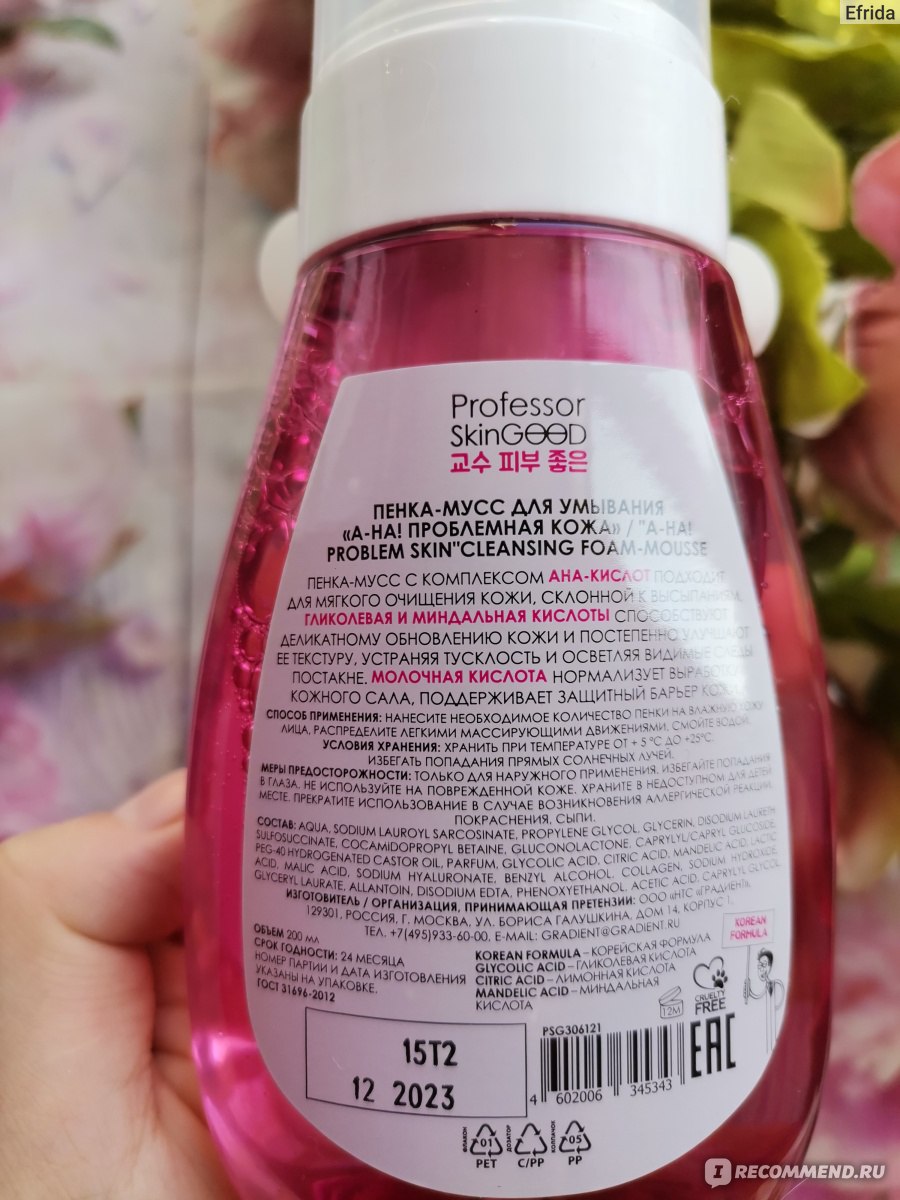 Efrida
Professor
SkinGOOD
교수 피부 좋은
ПЕНКА-МУСС ДЛЯ УМЫВАНИЯ
«А-НА! ПРОБЛЕМНАЯ КОЖА» / "A-HA!
PROBLEM SKIN"CLEANSING FOAM-MOUSSE
ПЕНКА-МУСС С КОМПЛЕКСОМ АНА-КИСЛОТ ПОДХОДИТ
ДЛЯ МЯГКОГО ОЧИЩЕНИЯ КОЖИ, СКЛОННОЙ К ВЫСЫПАНИЯМ.
ГЛИКОЛЕВАЯ И МИНДАЛЬНАЯ КИСЛОТЫ СПОСОБСТВУЮТ
ДЕЛИКАТНОМУ ОБНОВЛЕНИЮ КОЖИ И ПОСТЕПЕННО УЛУЧШАЮТ
ЕЕ ТЕКСТУРУ, УСТРАНЯЯ ТУСКЛОСТЬ И ОСВЕТЛЯЯ ВИДИМЫЕ СЛЕДЫ
ПОСТАКНЕ. МОЛОЧНАЯ КИСЛОТА НОРМАЛИЗУЕТ ВЫРАБОТКУ
КОЖНОГО САЛА, ПОДДЕРЖИВАЕТ ЗАЩИТНЫЙ БАРЬЕР КОЖИ.
СПОСОБ ПРИМЕНЕНИЯ: НАНЕСИТЕ НЕОБХОДИМОЕ КОЛИЧЕСТВО ПЕНКИ НА ВЛАЖНУЮ КОЖУ
ЛИЦА, РАСПРЕДЕЛИТЕ ЛЕГКИМИ МАССИРУЮЩИМИ ДВИЖЕНИЯМИ. СМОЙТЕ ВОДОЙ.
УСЛОВИЯ ХРАНЕНИЯ: ХРАНИТЬ ПРИ ТЕМПЕРАТУРЕ ОТ + 5 °С ДО +25°С.
ИЗБЕГАТЬ ПОПАДАНИЯ ПРЯМЫХ СОЛНЕЧНЫХ ЛУЧЕЙ.
МЕРЫ ПРЕДОСТОРОЖНОСТИ: ТОЛЬКО ДЛЯ НАРУЖНОГО ПРИМЕНЕНИЯ. ИЗБЕГАЙТЕ ПОПАДАНИЯ
В ГЛАЗА. НЕ ИСПОЛЬЗУЙТЕ НА ПОВРЕЖДЕННОЙ КОЖЕ. ХРАНИТЕ В НЕДОСТУПНОМ ДЛЯ ДЕТЕЙ
МЕСТЕ. ПРЕКРАТИТЕ ИСПОЛЬЗОВАНИЕ В СЛУЧАЕ ВОЗНИКНОВЕНИЯ АЛЛЕРГИЧЕСКОЙ РЕАКЦИИ,
ПОКРАСНЕНИЯ, СЫПИ.
СОСТАВ: AQUA, SODIUM LAUROYL SARCOSINATE, PROPYLENE GLYCOL, GLYCERIN, DISODIUM LAURETH
SULFOSUCCINATE, COCAMIDOPROPYL BETAINE, GLUCONOLACTONE, CAPRYLYL/CAPRYL GLUCOSIDE,
PEG-40 HYDROGENATED CASTOR OIL, PARFUM, GLYCOLIC ACID, CITRIC ACID, MANDELIC ACID, LACTIC
ACID, MALIC ACID, SODIUM HYALURONATE, BENZYL ALCOHOL, COLLAGEN, SODIUM HYDROXIDE,
GLYCERYL LAURATE, ALLANTOIN, DISODIUM EDTA, PHENOXYETHANOL, ACETIC ACID, CAPRYLYL GLYCOL
ИЗГОТОВИТЕЛЬ / ОРГАНИЗАЦИЯ, ПРИНИМАЮЩАЯ ПРЕТЕНЗИИ: ООО «НТС «ГРАДИЕНТ».
129301, РОССИЯ, Г. МОСКВА, УЛ. БОРИСА ГАЛУШКИНА, ДОМ 14, КОРПУС 1.
ТЕЛ. +7(495)933-60-00. E-MAIL: GRADIENT@GRADIENT.RU
ОБЪЕМ 200 МЛ
СРОК ГОДНОСТИ: 24 МЕСЯЦА
НОМЕР ПАРТИИ И ДАТА ИЗГОТОВЛЕНИЯ
УКАЗАНЫ НА УПАКОВКЕ.
ГОСТ 31696-2012
KOREAN FORMULA – КОРЕЙСКАЯ ФОРМУЛА
GLYCOLIC ACID – ГЛИКОЛЕВАЯ КИСЛОТА
CITRIC ACID – ЛИМОННАЯ КИСЛОТА
MANDELIC ACID – МИНДАЛЬНАЯ
КИСЛОТА
KOREAN
FORMULA
CRUELTY
FREE
12M
PSG306121
EAC
4 602006 345343
15T2
12 2023
ФЛАКОН
01
PET
ДОЗАТОР
C/PP
КОЛПАЧОК
05
PP
I RECOMMEND.RU